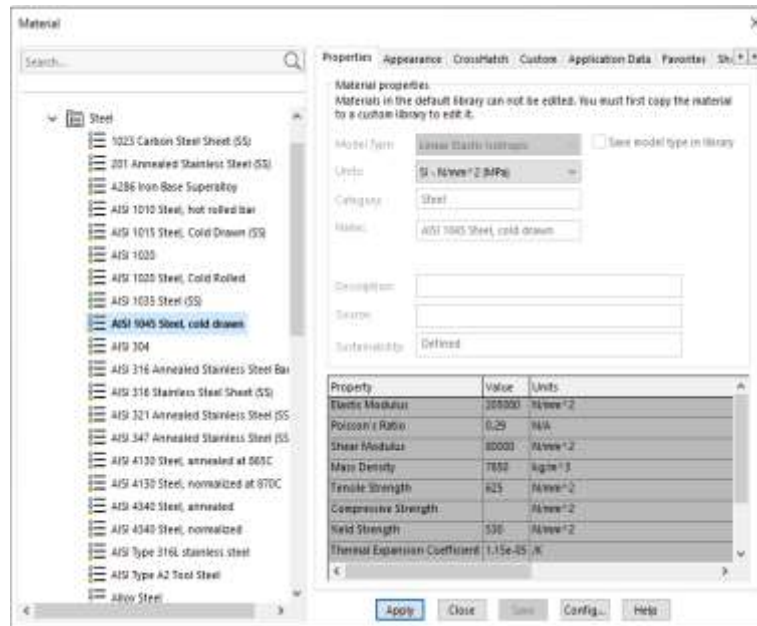 Material
Search...
Steel
1023 Carbon Steel Sheet (SS)
201 Annealed Stainless Steel (SS)
A286 Iron Base Superalloy
AISI 1010 Steel, hot rolled bar
AISI 1015 Steel, Cold Drawn (SS)
AISI 1020
AISI 1020 Steel, Cold Rolled
AISI 1035 Steel (SS)
AISI 1045 Steel, cold drawn
AISI 304
AISI 316 Annealed Stainless Steel Bar
AISI 316 Stainless Steel Sheet (SS)
AISI 321 Annealed Stainless Steel (SS
AISI 347 Annealed Stainless Steel (SS
AISI 4130 Steel, annealed at 865C
AISI 4130 Steel, normalized at 870C
AISI 4340 Steel, annealed
AISI 4340 Steel, normalized
AISI Type 316L stainless steel
AISI Type A2 Tool Steel
Alloy Steel
Properties Appearance CrossHatch Custom Application Data Favorites Sh
Material properties
Materials in the default library can not be edited. You must first copy the material
to a custom library to edit it.
Model Type: Linear Elastic Isotropic Save model type in library
Units: SI - N/mm^2 (MPa)
Category: Steel
Name: AISI 1045 Steel, cold drawn
Description:
Source:
Sustainability: Defined
Property Value Units
Elastic Modulus 205000 N/mm^2
Poisson's Ratio 0.29 N/A
Shear Modulus 80000 N/mm^2
Mass Density 7850 kg/m^3
Tensile Strength 625 N/mm^2
Compressive Strength N/mm^2
Yield Strength 530 N/mm^2
Thermal Expansion Coefficient 1.15e-05 /K
Apply Close Save Config... Help